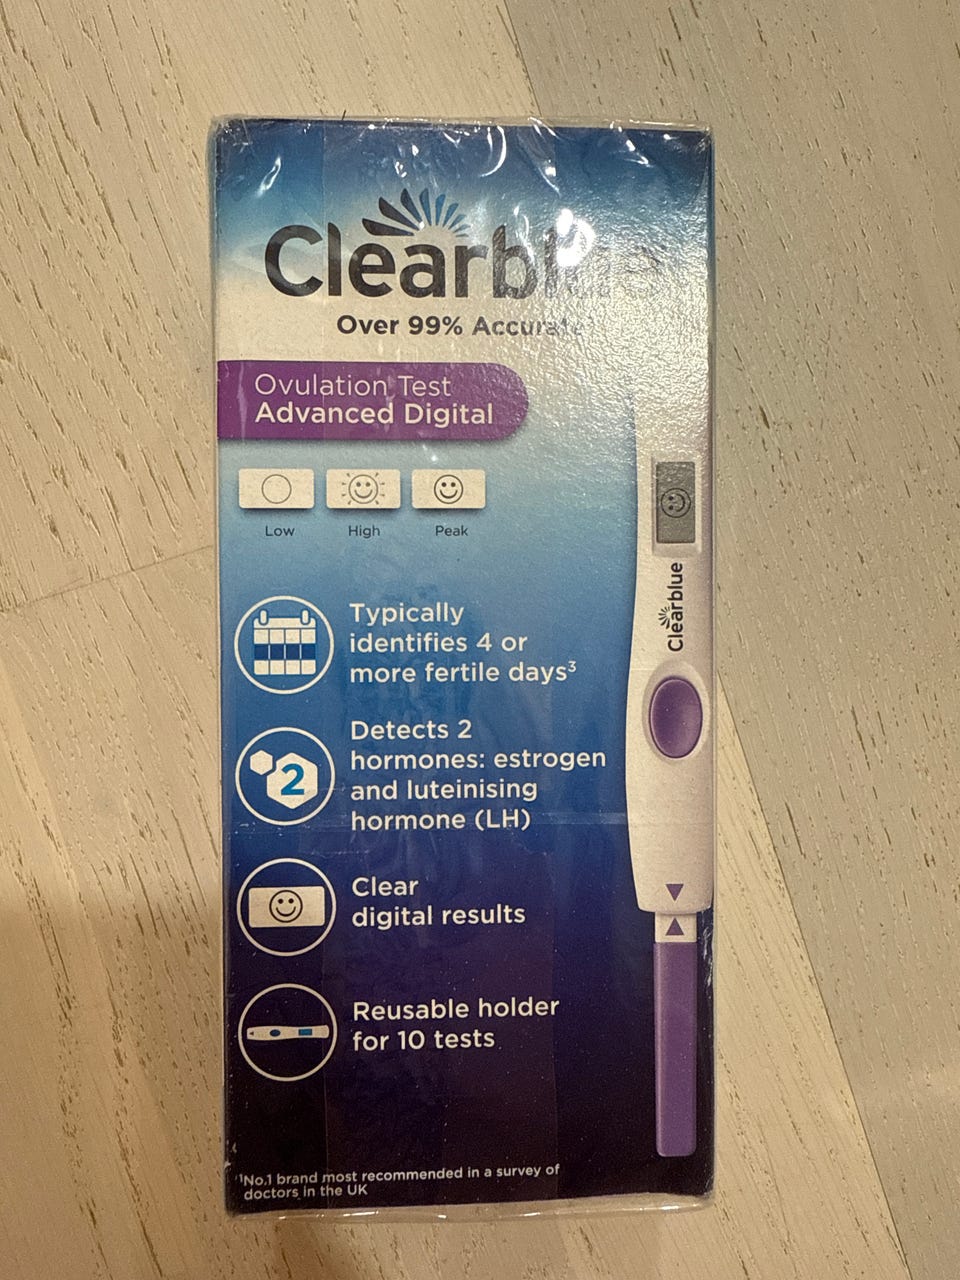 Clearblue
Over 99% Accurate¹
Ovulation Test
Advanced Digital
Low High Peak
Typically
identifies 4 or
more fertile days³
2
Detects 2
hormones: estrogen
and luteinising
hormone (LH)
Clear
digital results
Reusable holder
for 10 tests
Clearblue
¹No.1 brand most recommended in a survey of
doctors in the UK